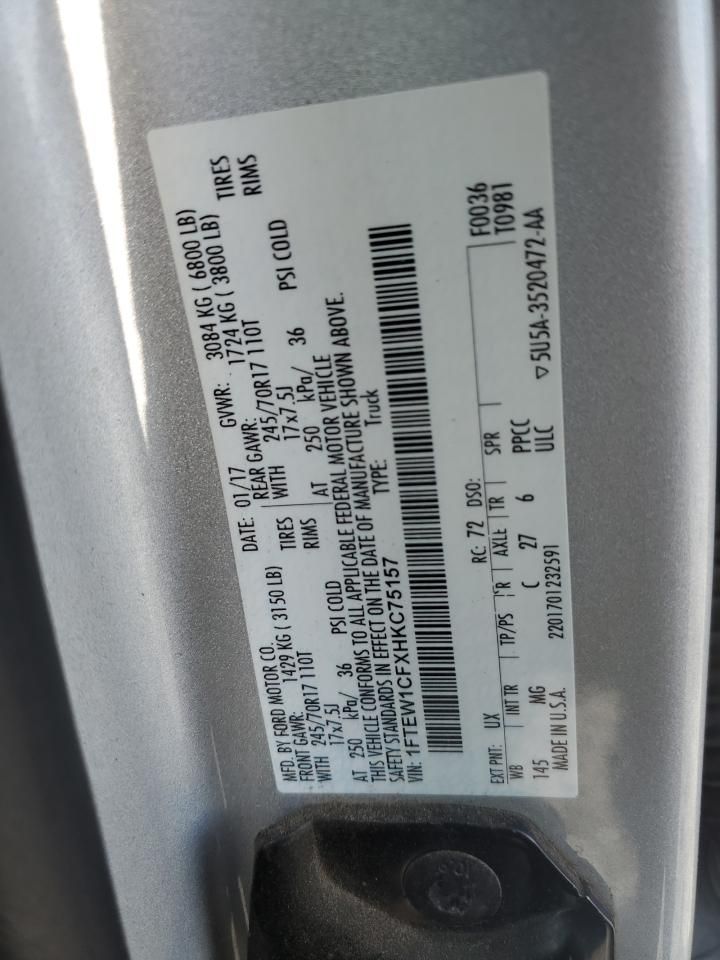 MFD. BY FORD MOTOR CO. DATE: 01/17 GVWR: 3084 KG ( 6800 LB)
FRONT GAWR: 1429 KG ( 3150 LB) REAR GAWR: 1724 KG ( 3800 LB)
WITH 245/70R17 110T TIRES WITH 245/70R17 110T TIRES
17x7.5J RIMS 17x7.5J RIMS
AT 250 kPa/ 36 PSI COLD AT 250 kPa/ 36 PSI COLD
THIS VEHICLE CONFORMS TO ALL APPLICABLE FEDERAL MOTOR VEHICLE
SAFETY STANDARDS IN EFFECT ON THE DATE OF MANUFACTURE SHOWN ABOVE.
VIN: 1FTEW1CFXHKC75157 TYPE: Truck
EXT PNT: UX RC: 72 DSO: F0036
WB INT TR TP/PS R AXLE TR SPR T0981
145 MG C 27 6 PPCC
MADE IN U.S.A. 2201701232591 ULC ▽5U5A-3520472-AA